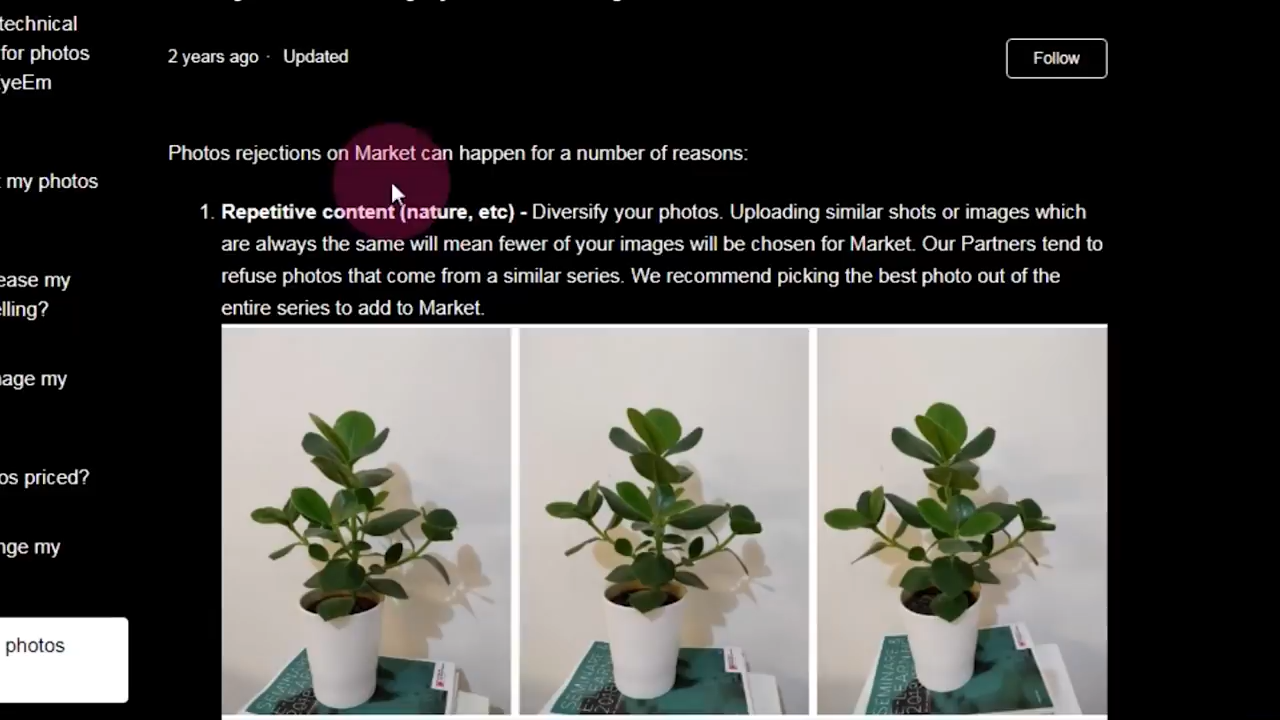 technical
for photos
yeEm
my photos
ease my
lling?
nage my
os priced?
nge my
photos
2 years ago · Updated
Follow
Photos rejections on Market can happen for a number of reasons:
1. Repetitive content (nature, etc) - Diversify your photos. Uploading similar shots or images which
are always the same will mean fewer of your images will be chosen for Market. Our Partners tend to
refuse photos that come from a similar series. We recommend picking the best photo out of the
entire series to add to Market.